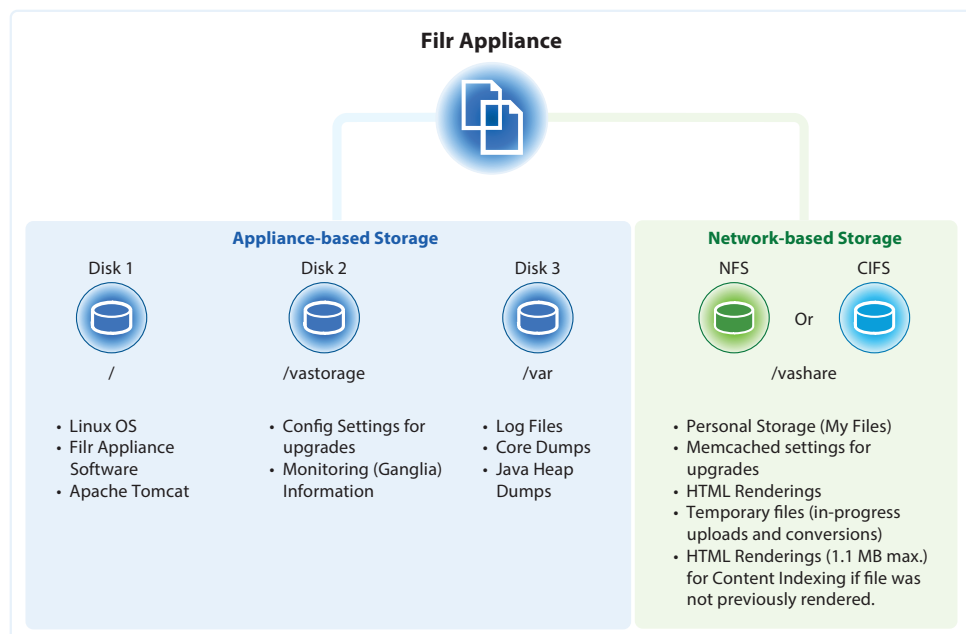 Filr Appliance
Appliance-based Storage
Disk 1
Disk 2
Disk 3
/
/vastorage
/var
• Linux OS
• Filr Appliance
Software
• Apache Tomcat
• Config Settings for
upgrades
• Monitoring (Ganglia)
Information
• Log Files
• Core Dumps
• Java Heap
Dumps
Network-based Storage
NFS
CIFS
Or
/vashare
• Personal Storage (My Files)
• Memcached settings for
upgrades
• HTML Renderings
• Temporary files (in-progress
uploads and conversions)
• HTML Renderings (1.1 MB max.)
for Content Indexing if file was
not previously rendered.